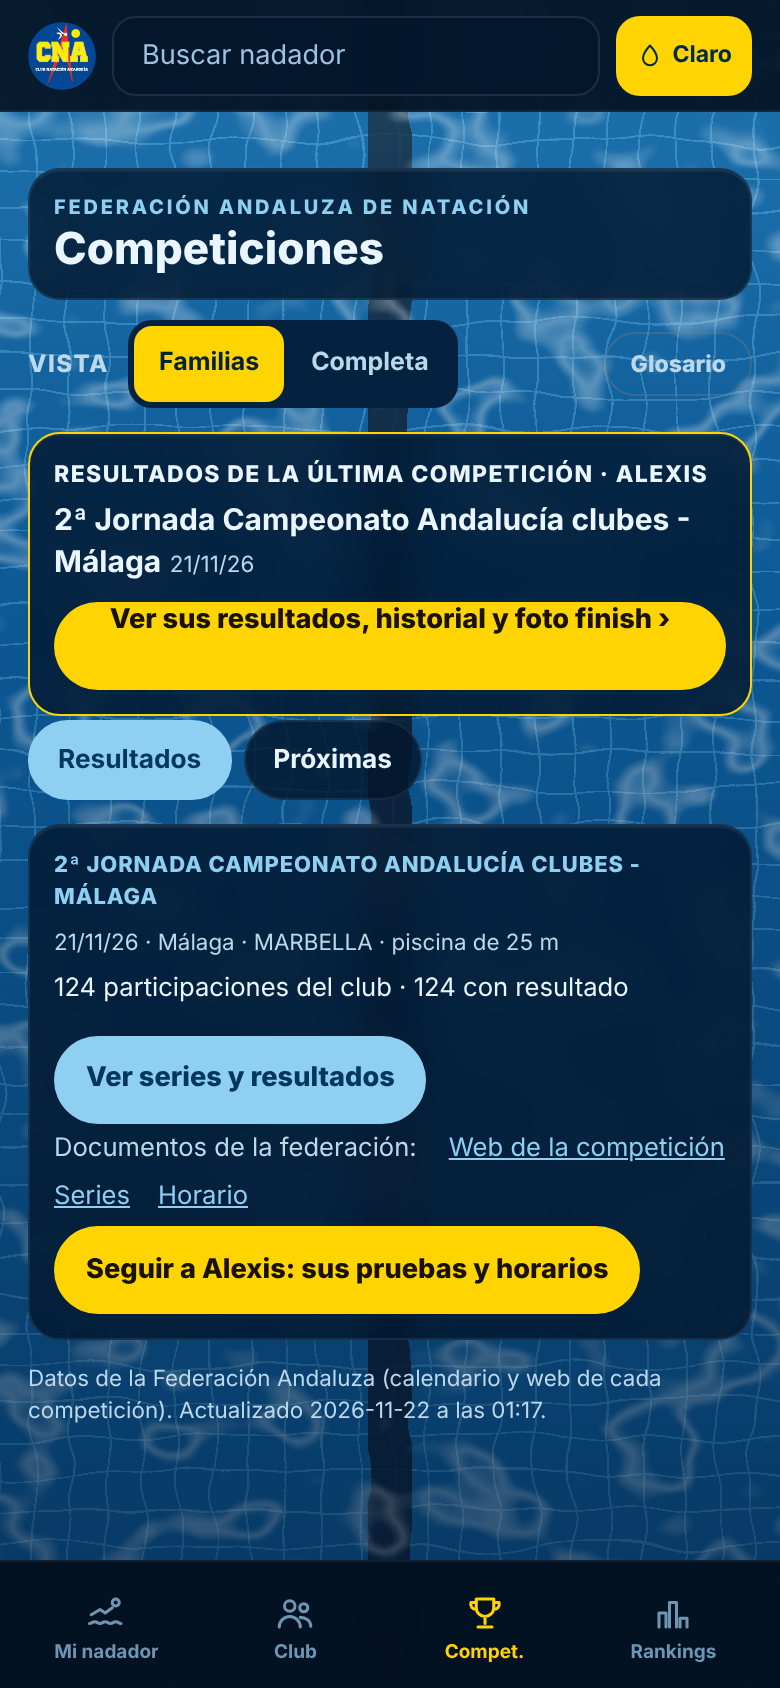 CNA
CLUB NATACIÓN AXARQUÍA
Buscar nadador
Claro
FEDERACIÓN ANDALUZA DE NATACIÓN
Competiciones
VISTA
Familias
Completa
Glosario
RESULTADOS DE LA ÚLTIMA COMPETICIÓN · ALEXIS
2ª Jornada Campeonato Andalucía clubes -
Málaga 21/11/26
Ver sus resultados, historial y foto finish ›
Resultados
Próximas
2ª JORNADA CAMPEONATO ANDALUCÍA CLUBES -
MÁLAGA
21/11/26 · Málaga · MARBELLA · piscina de 25 m
124 participaciones del club · 124 con resultado
Ver series y resultados
Documentos de la federación: Web de la competición
Series Horario
Seguir a Alexis: sus pruebas y horarios
Datos de la Federación Andaluza (calendario y web de cada
competición). Actualizado 2026-11-22 a las 01:17.
Mi nadador
Club
Compet.
Rankings